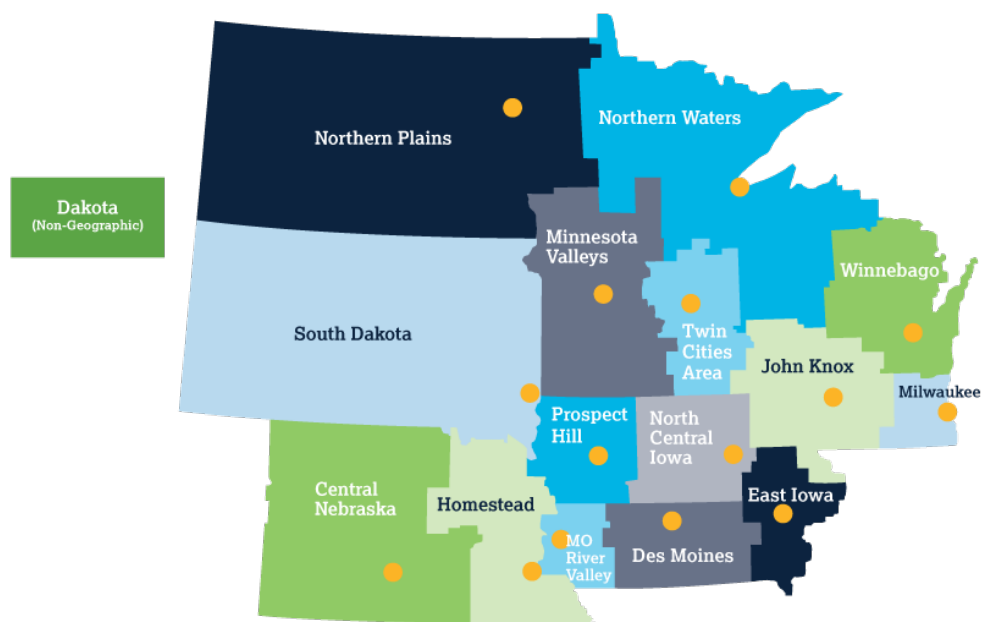 Northern Plains
Northern Waters
Dakota
(Non-Geographic)
Minnesota
Valleys
Winnebago
South Dakota
Twin
Cities
Area
John Knox
Milwaukee
Prospect
Hill
North
Central
Iowa
Central
Nebraska
Homestead
East Iowa
MO
River
Valley
Des Moines